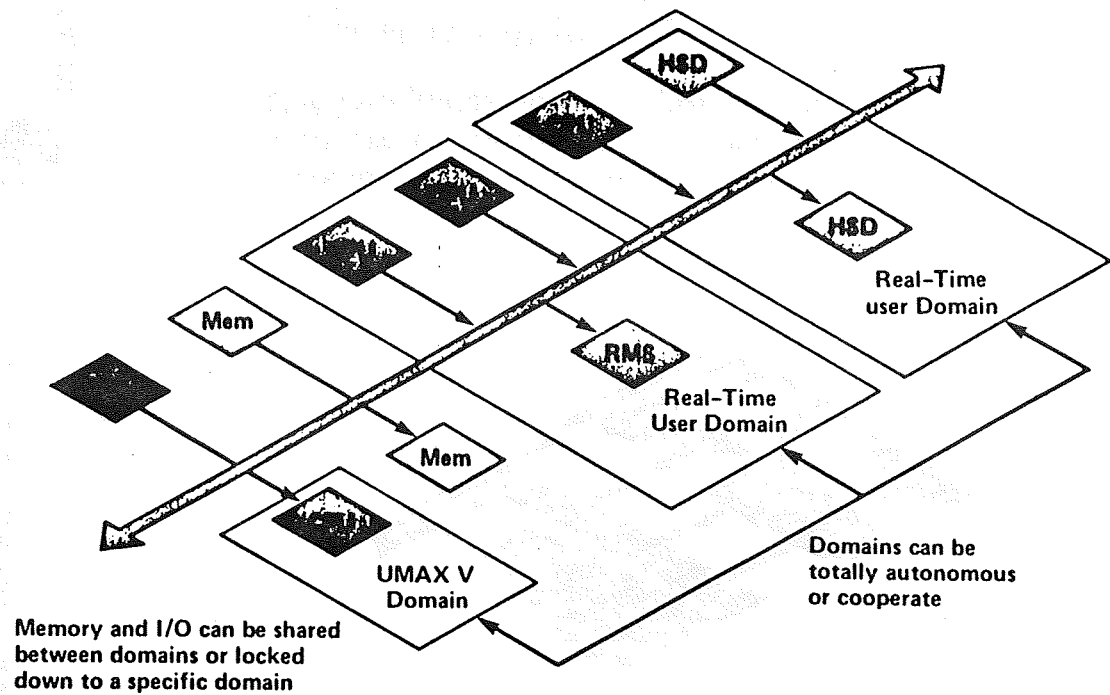 HSD
HSD
Real-Time
user Domain
Mem
RMS
Real-Time
User Domain
Mem
UMAX V
Domain
Domains can be
totally autonomous
or cooperate
Memory and I/O can be shared
between domains or locked
down to a specific domain